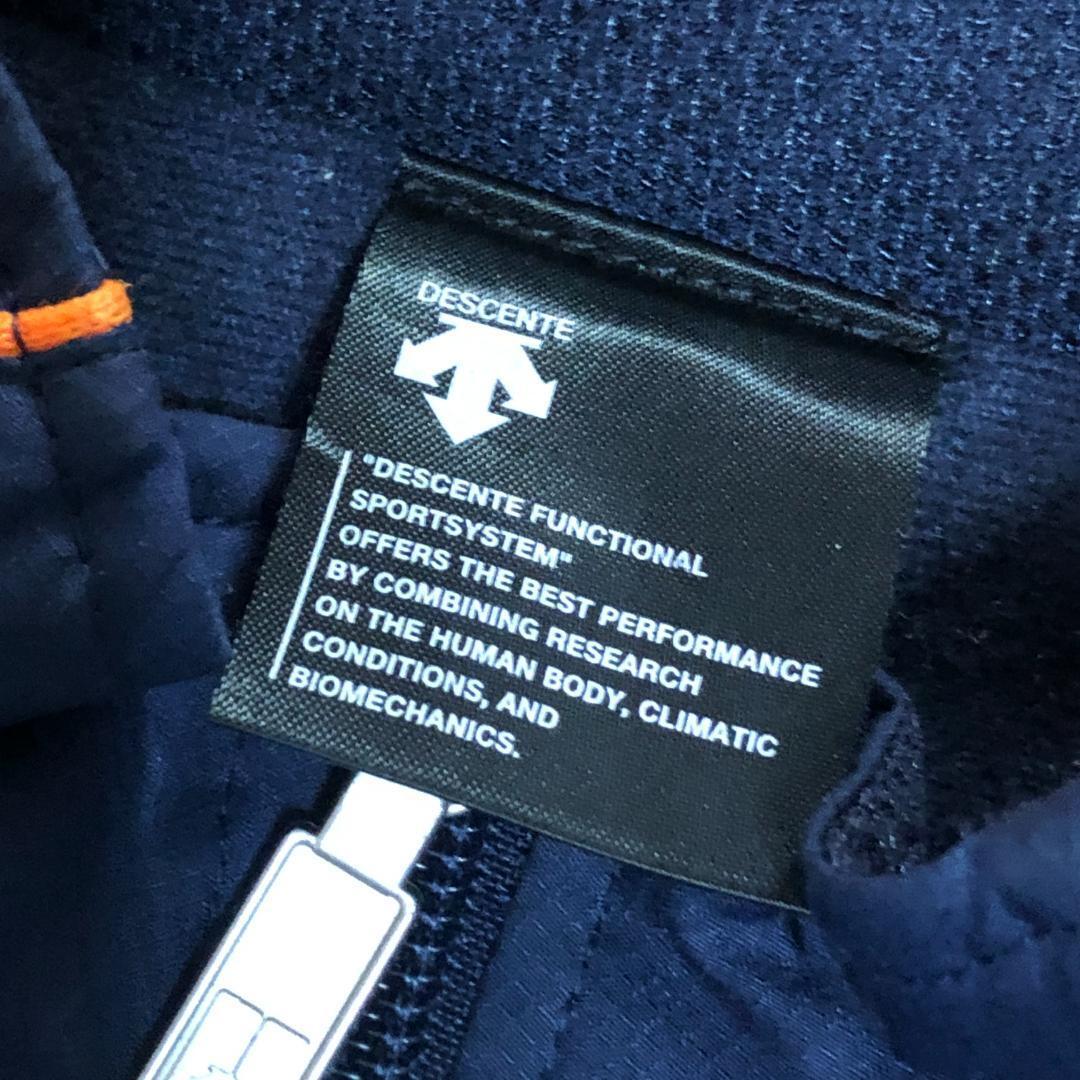 DESCENTE
"DESCENTE FUNCTIONAL
SPORTSYSTEM"
OFFERS THE BEST PERFORMANCE
BY COMBINING RESEARCH
ON THE HUMAN BODY, CLIMATIC
CONDITIONS, AND
BIOMECHANICS.